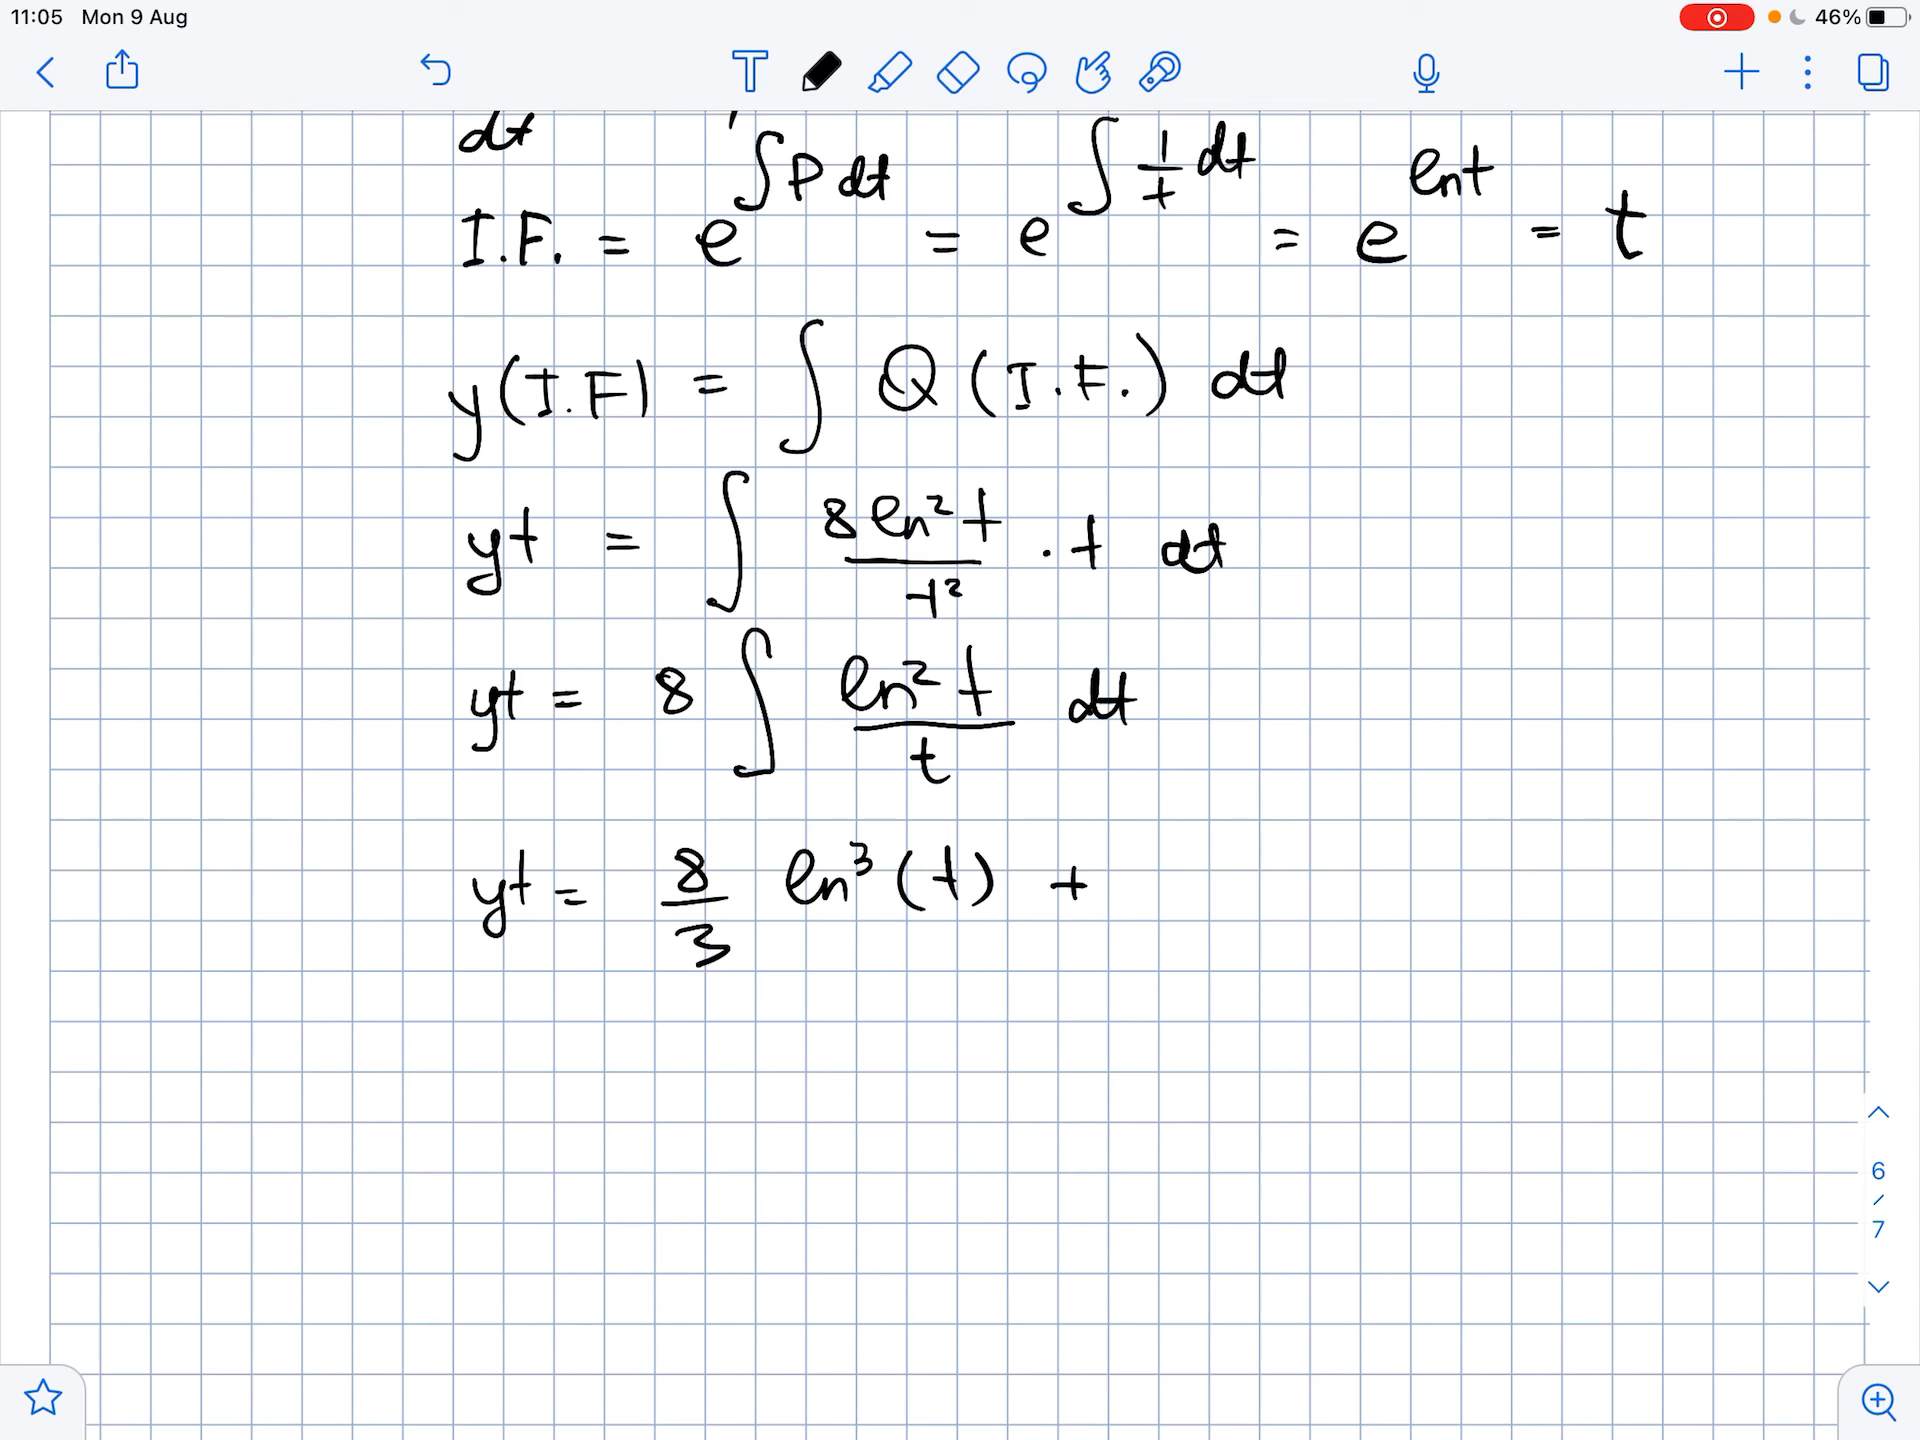 11:05 Mon 9 Aug 46%
T
dt
I.F. = e^{∫P dt} = e^{∫ 1/t dt} = e^{ln t} = t
y(I.F) = ∫ Q (I.F.) dt
yt = ∫ 8 ln² t / t² · t dt
yt = 8 ∫ ln² t / t dt
yt = 8/3 ln³ (t) +
6
/
7